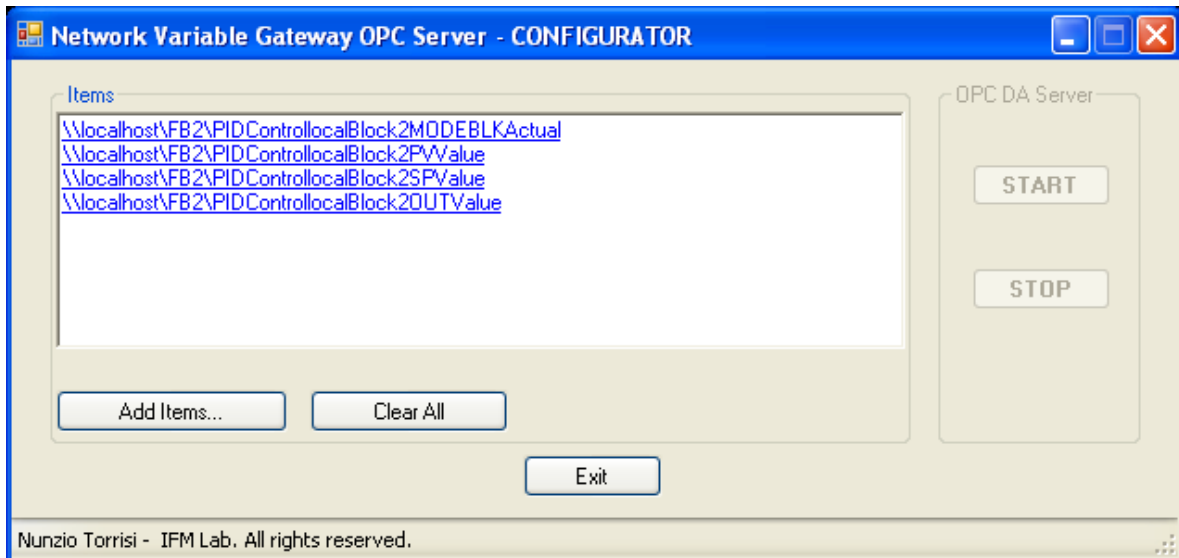 Network Variable Gateway OPC Server - CONFIGURATOR
Items
\\localhost\FB2\PIDControllocalBlock2MODEBLKActual
\\localhost\FB2\PIDControllocalBlock2PVValue
\\localhost\FB2\PIDControllocalBlock2SPValue
\\localhost\FB2\PIDControllocalBlock2OUTValue
Add Items...
Clear All
OPC DA Server
START
STOP
Exit
Nunzio Torrisi - IFM Lab. All rights reserved.